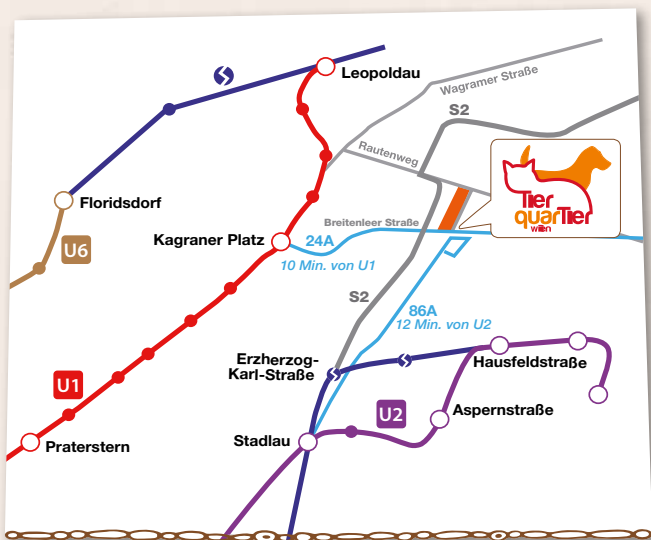 Leopoldau
Wagramer Straße
S2
Rautenweg
Tier
quarTier
wien
Floridsdorf
U6
Breitenleer Straße
Kagraner Platz
24A
10 Min. von U1
S2
86A
12 Min. von U2
Erzherzog-
Karl-Straße
Hausfeldstraße
U1
U2
Aspernstraße
Praterstern
Stadlau